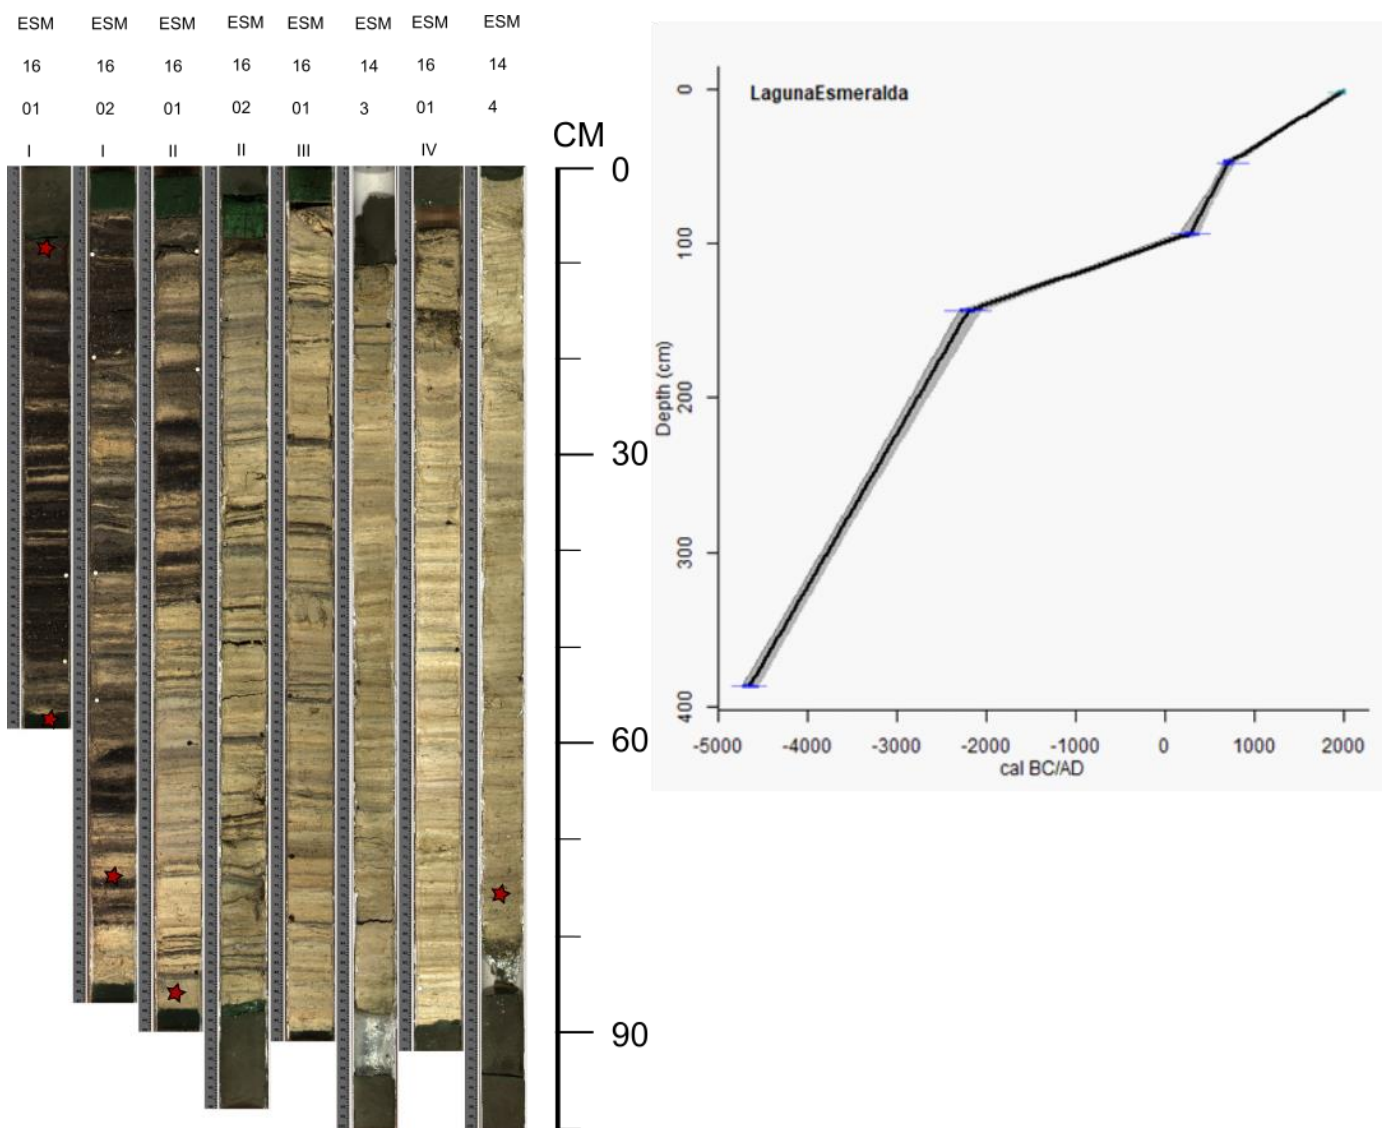 ESM ESM ESM ESM ESM ESM ESM ESM
16 16 16 16 16 14 16 14
01 02 01 02 01 3 01 4
I I II II III IV
CM
0
30
60
90
LagunaEsmeralda
0
100
200
300
400
Depth (cm)
-5000 -4000 -3000 -2000 -1000 0 1000 2000
cal BC/AD